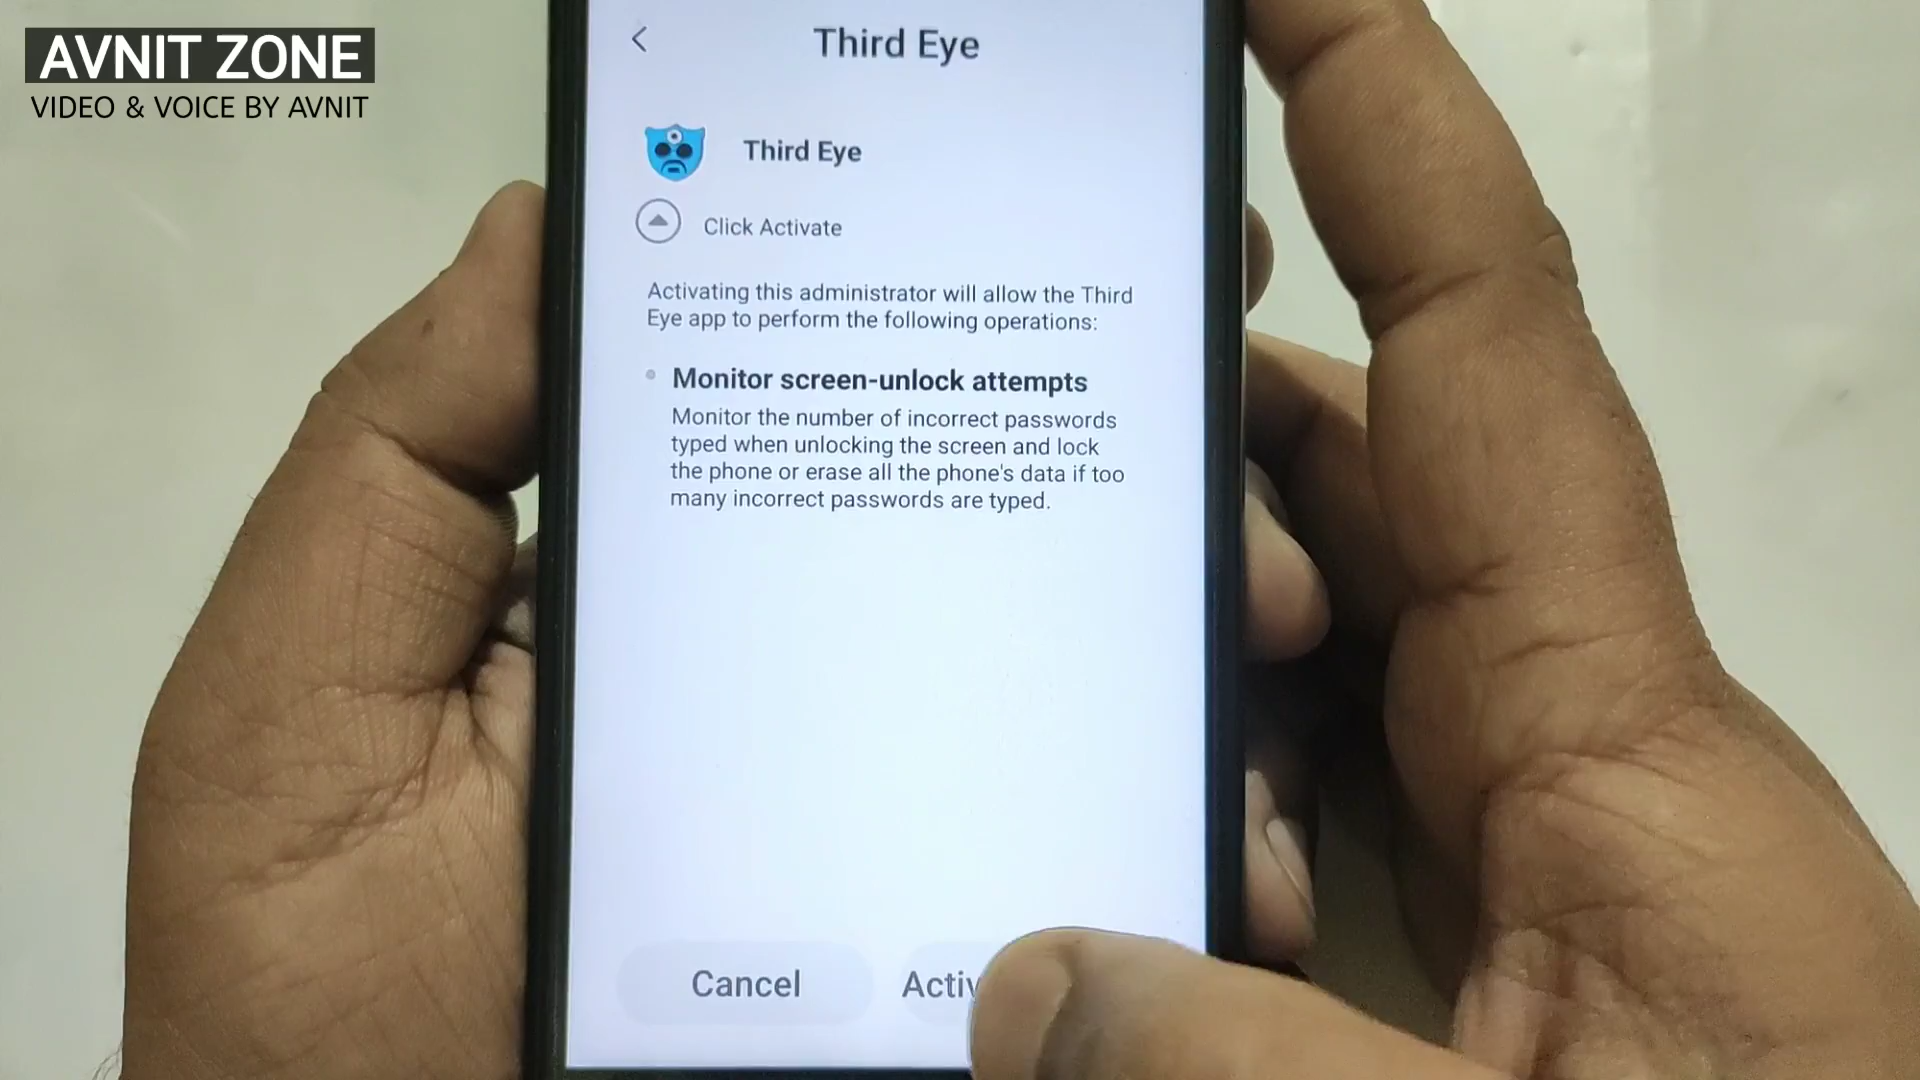 AVNIT ZONE
VIDEO & VOICE BY AVNIT
Third Eye
Third Eye
Click Activate
Activating this administrator will allow the Third
Eye app to perform the following operations:
Monitor screen-unlock attempts
Monitor the number of incorrect passwords
typed when unlocking the screen and lock
the phone or erase all the phone's data if too
many incorrect passwords are typed.
Cancel